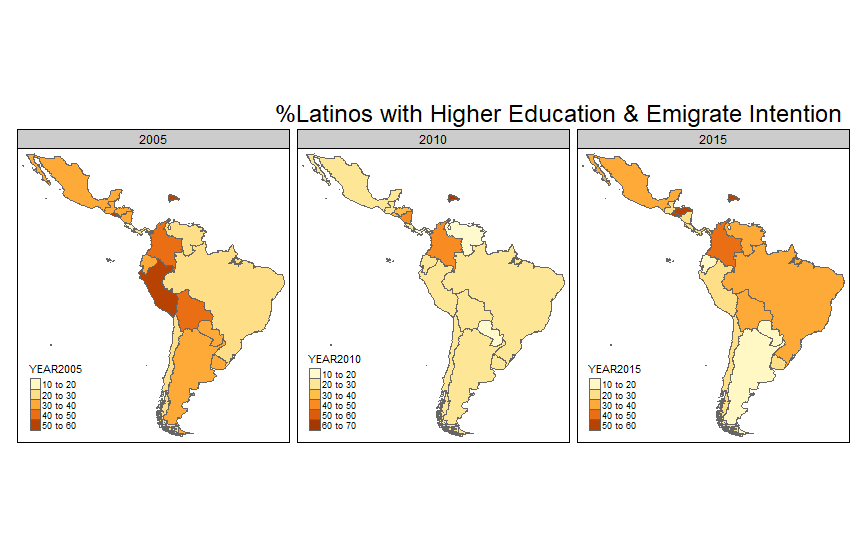 %Latinos with Higher Education & Emigrate Intention
2005
2010
2015
YEAR2005
10 to 20
20 to 30
30 to 40
40 to 50
50 to 60
YEAR2010
10 to 20
20 to 30
30 to 40
40 to 50
50 to 60
60 to 70
YEAR2015
10 to 20
20 to 30
30 to 40
40 to 50
50 to 60